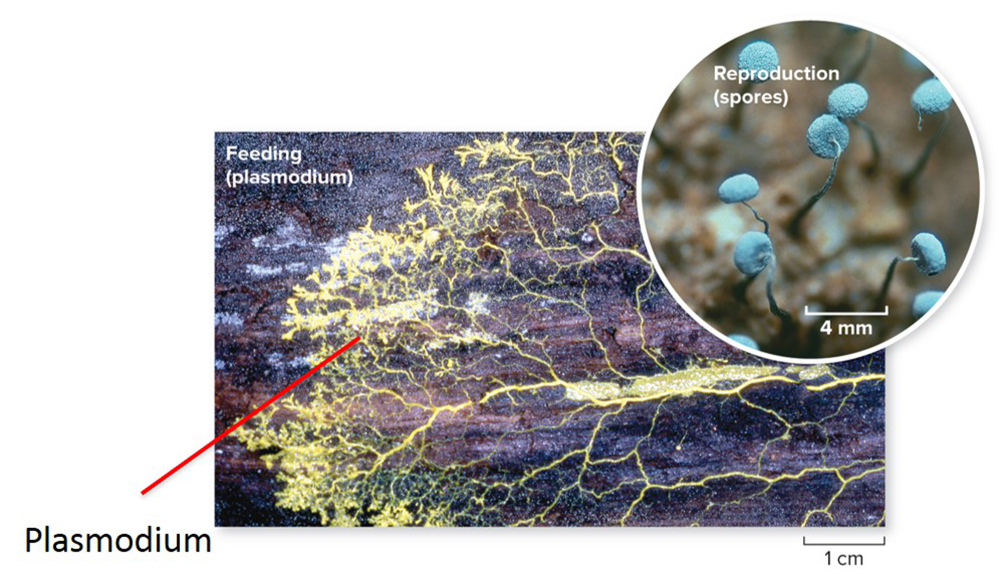 Reproduction
(spores)
Feeding
(plasmodium)
4 mm
Plasmodium
1 cm